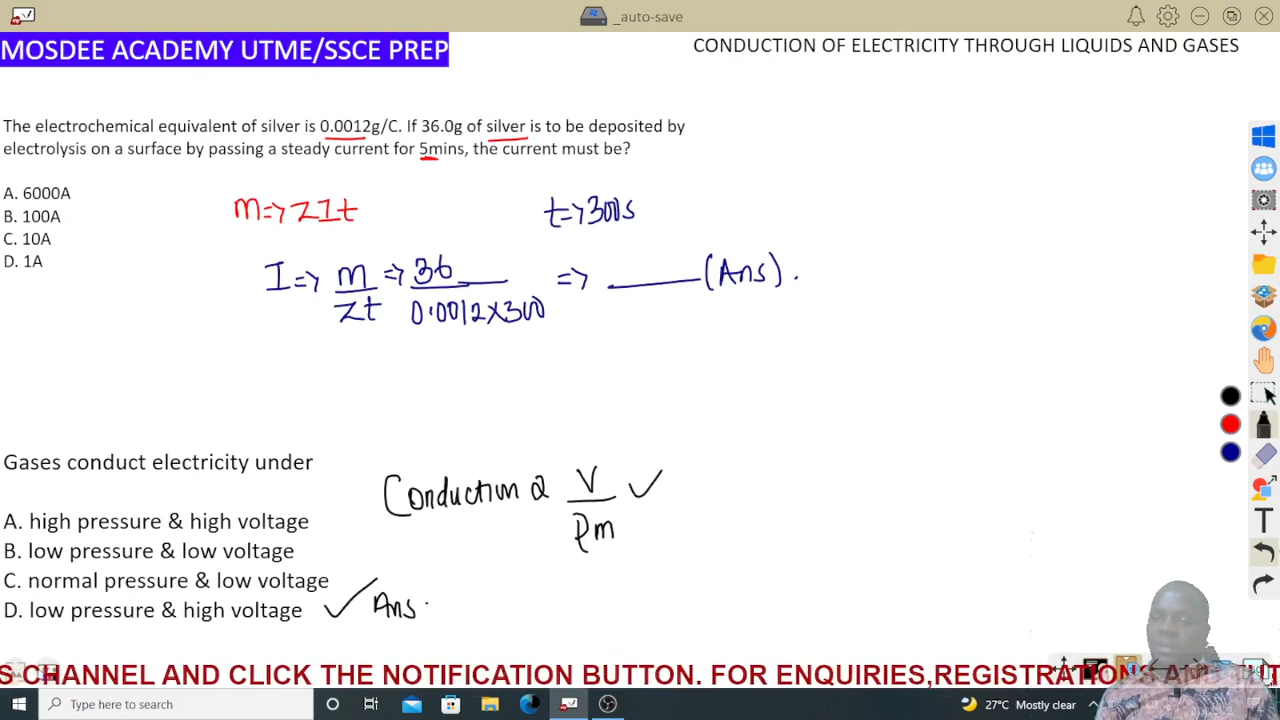 _auto-save
MOSDEE ACADEMY UTME/SSCE PREP
CONDUCTION OF ELECTRICITY THROUGH LIQUIDS AND GASES
The electrochemical equivalent of silver is 0.0012g/C. If 36.0g of silver is to be deposited by
electrolysis on a surface by passing a steady current for 5mins, the current must be?
A. 6000A
B. 100A
C. 10A
D. 1A
m=> ZIt
t=>300s
I=> m/Zt => 36/0.0012x300 => ______(Ans).
Gases conduct electricity under
A. high pressure & high voltage
B. low pressure & low voltage
C. normal pressure & low voltage
D. low pressure & high voltage ✓ Ans.
Conduction α V/Pm ✓
S CHANNEL AND CLICK THE NOTIFICATION BUTTON. FOR ENQUIRIES,REGISTRATIONS AN
Type here to search
27°C Mostly clear